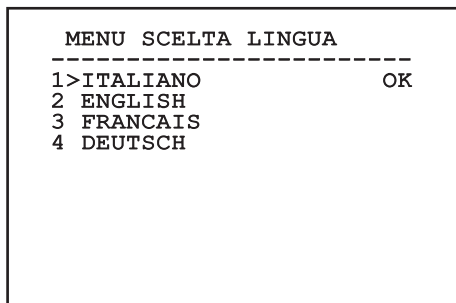 MENU SCELTA LINGUA
------------------------
1>ITALIANO OK
2 ENGLISH
3 FRANCAIS
4 DEUTSCH